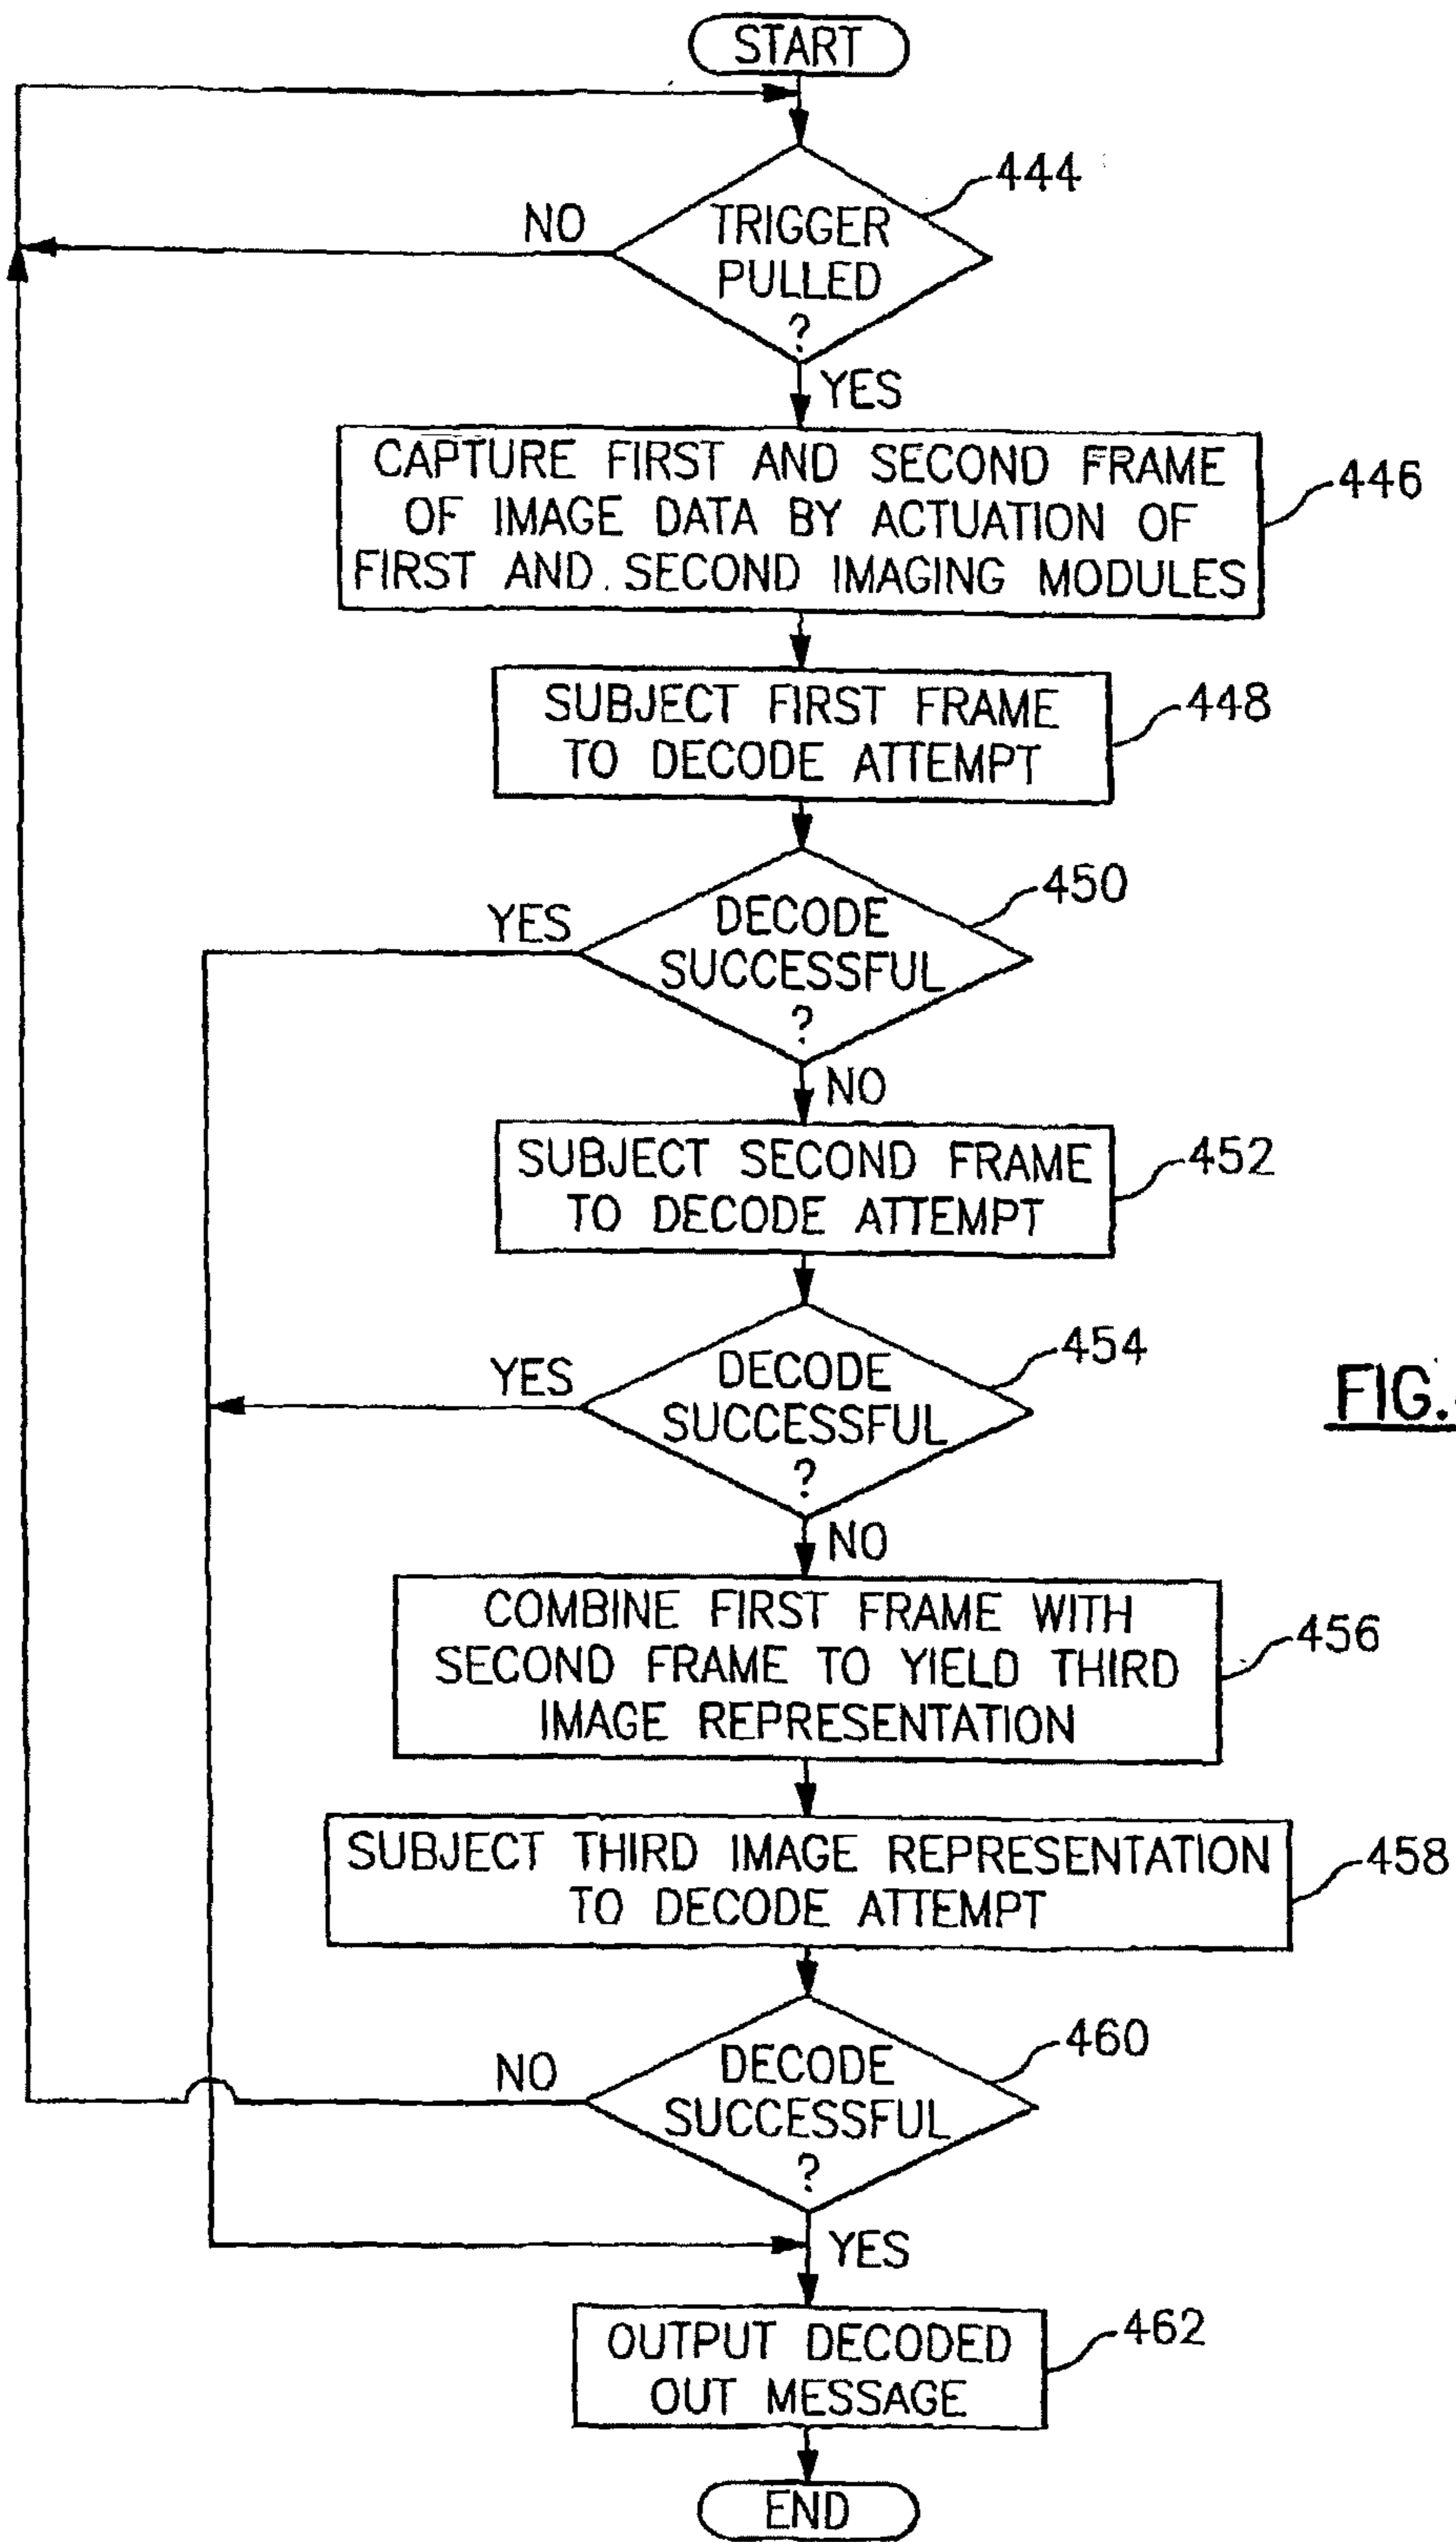 START
444
NO
TRIGGER
PULLED
?
YES
CAPTURE FIRST AND SECOND FRAME
OF IMAGE DATA BY ACTUATION OF
FIRST AND SECOND IMAGING MODULES
446
SUBJECT FIRST FRAME
TO DECODE ATTEMPT
448
450
YES
DECODE
SUCCESSFUL
?
NO
SUBJECT SECOND FRAME
TO DECODE ATTEMPT
452
454
YES
DECODE
SUCCESSFUL
?
FIG.
NO
COMBINE FIRST FRAME WITH
SECOND FRAME TO YIELD THIRD
IMAGE REPRESENTATION
456
SUBJECT THIRD IMAGE REPRESENTATION
TO DECODE ATTEMPT
458
460
NO
DECODE
SUCCESSFUL
?
YES
OUTPUT DECODED
OUT MESSAGE
462
END